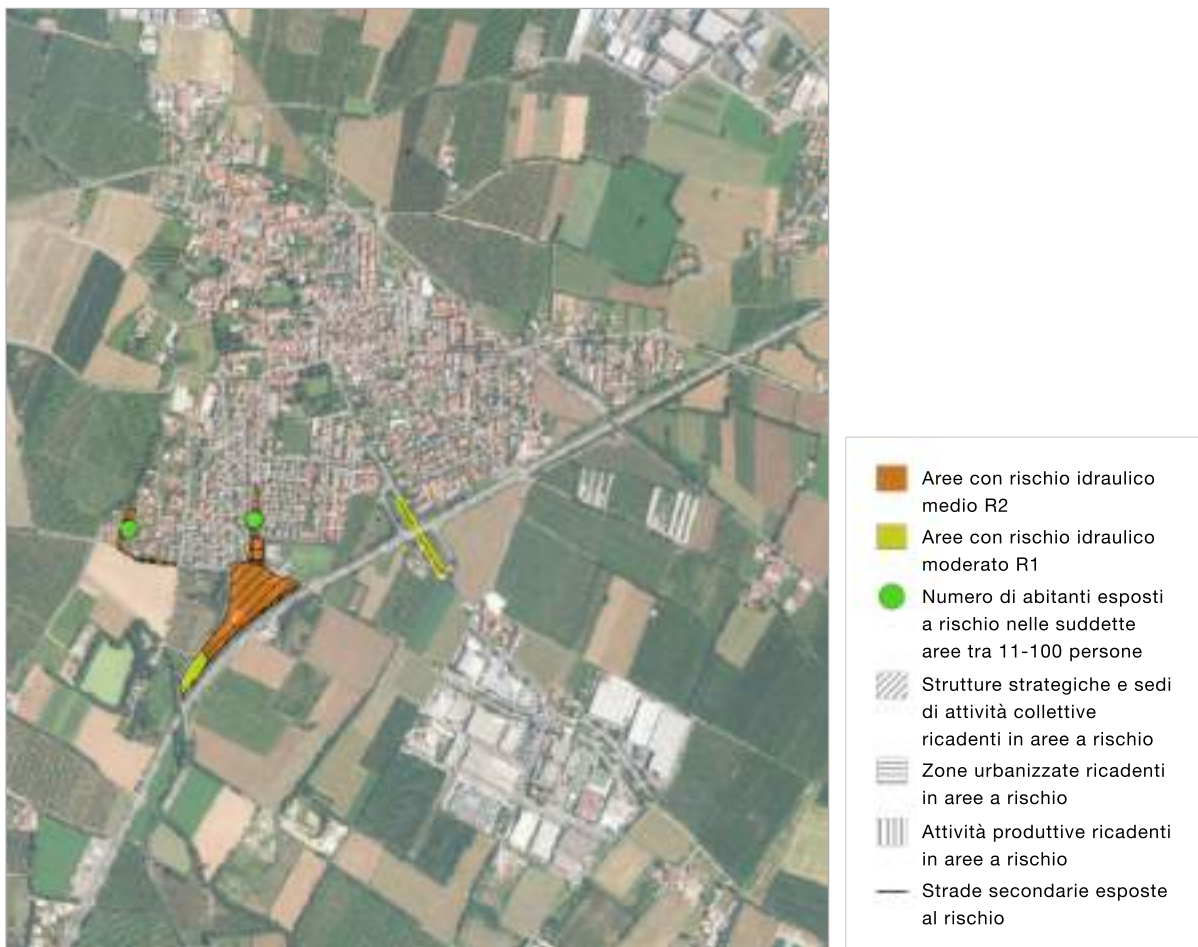 Aree con rischio idraulico
medio R2
Aree con rischio idraulico
moderato R1
Numero di abitanti esposti
a rischio nelle suddette
aree tra 11-100 persone
Strutture strategiche e sedi
di attività collettive
ricadenti in aree a rischio
Zone urbanizzate ricadenti
in aree a rischio
Attività produttive ricadenti
in aree a rischio
Strade secondarie esposte
al rischio